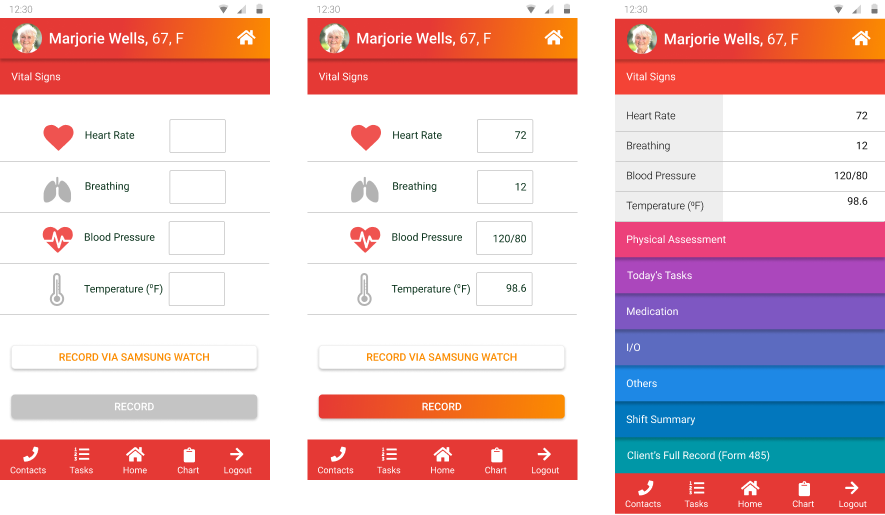 12:30
Marjorie Wells, 67, F
Vital Signs
Heart Rate
Breathing
Blood Pressure
Temperature (ºF)
RECORD VIA SAMSUNG WATCH
RECORD
Contacts Tasks Home Chart Logout
12:30
Marjorie Wells, 67, F
Vital Signs
Heart Rate 72
Breathing 12
Blood Pressure 120/80
Temperature (ºF) 98.6
RECORD VIA SAMSUNG WATCH
RECORD
Contacts Tasks Home Chart Logout
12:30
Marjorie Wells, 67, F
Vital Signs
Heart Rate 72
Breathing 12
Blood Pressure 120/80
Temperature (ºF) 98.6
Physical Assessment
Today's Tasks
Medication
I/O
Others
Shift Summary
Client's Full Record (Form 485)
Contacts Tasks Home Chart Logout